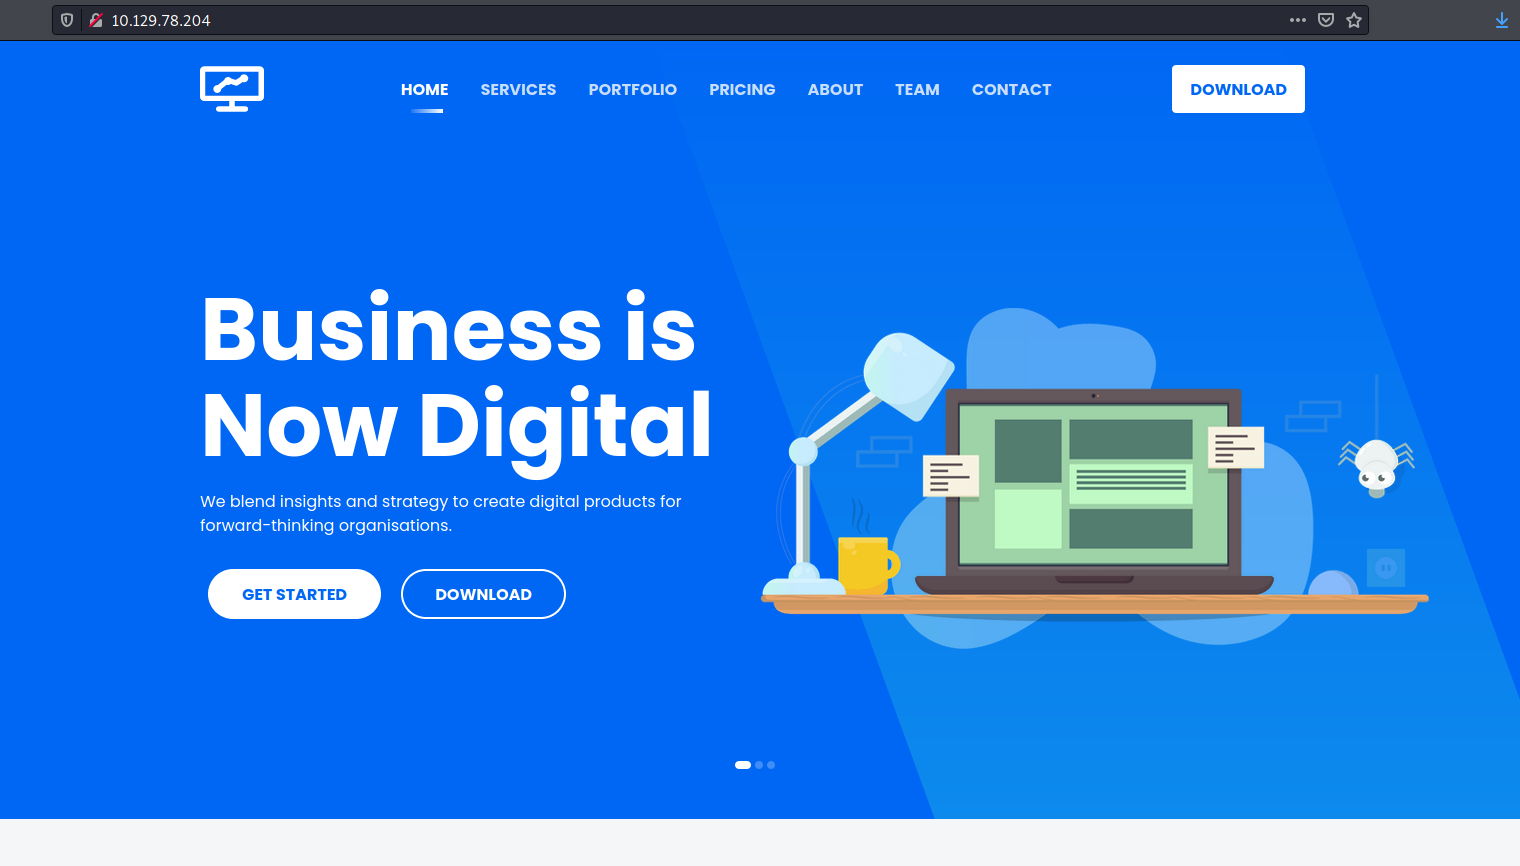 10.129.78.204
HOME SERVICES PORTFOLIO PRICING ABOUT TEAM CONTACT DOWNLOAD
Business is
Now Digital
We blend insights and strategy to create digital products for
forward-thinking organisations.
GET STARTED DOWNLOAD